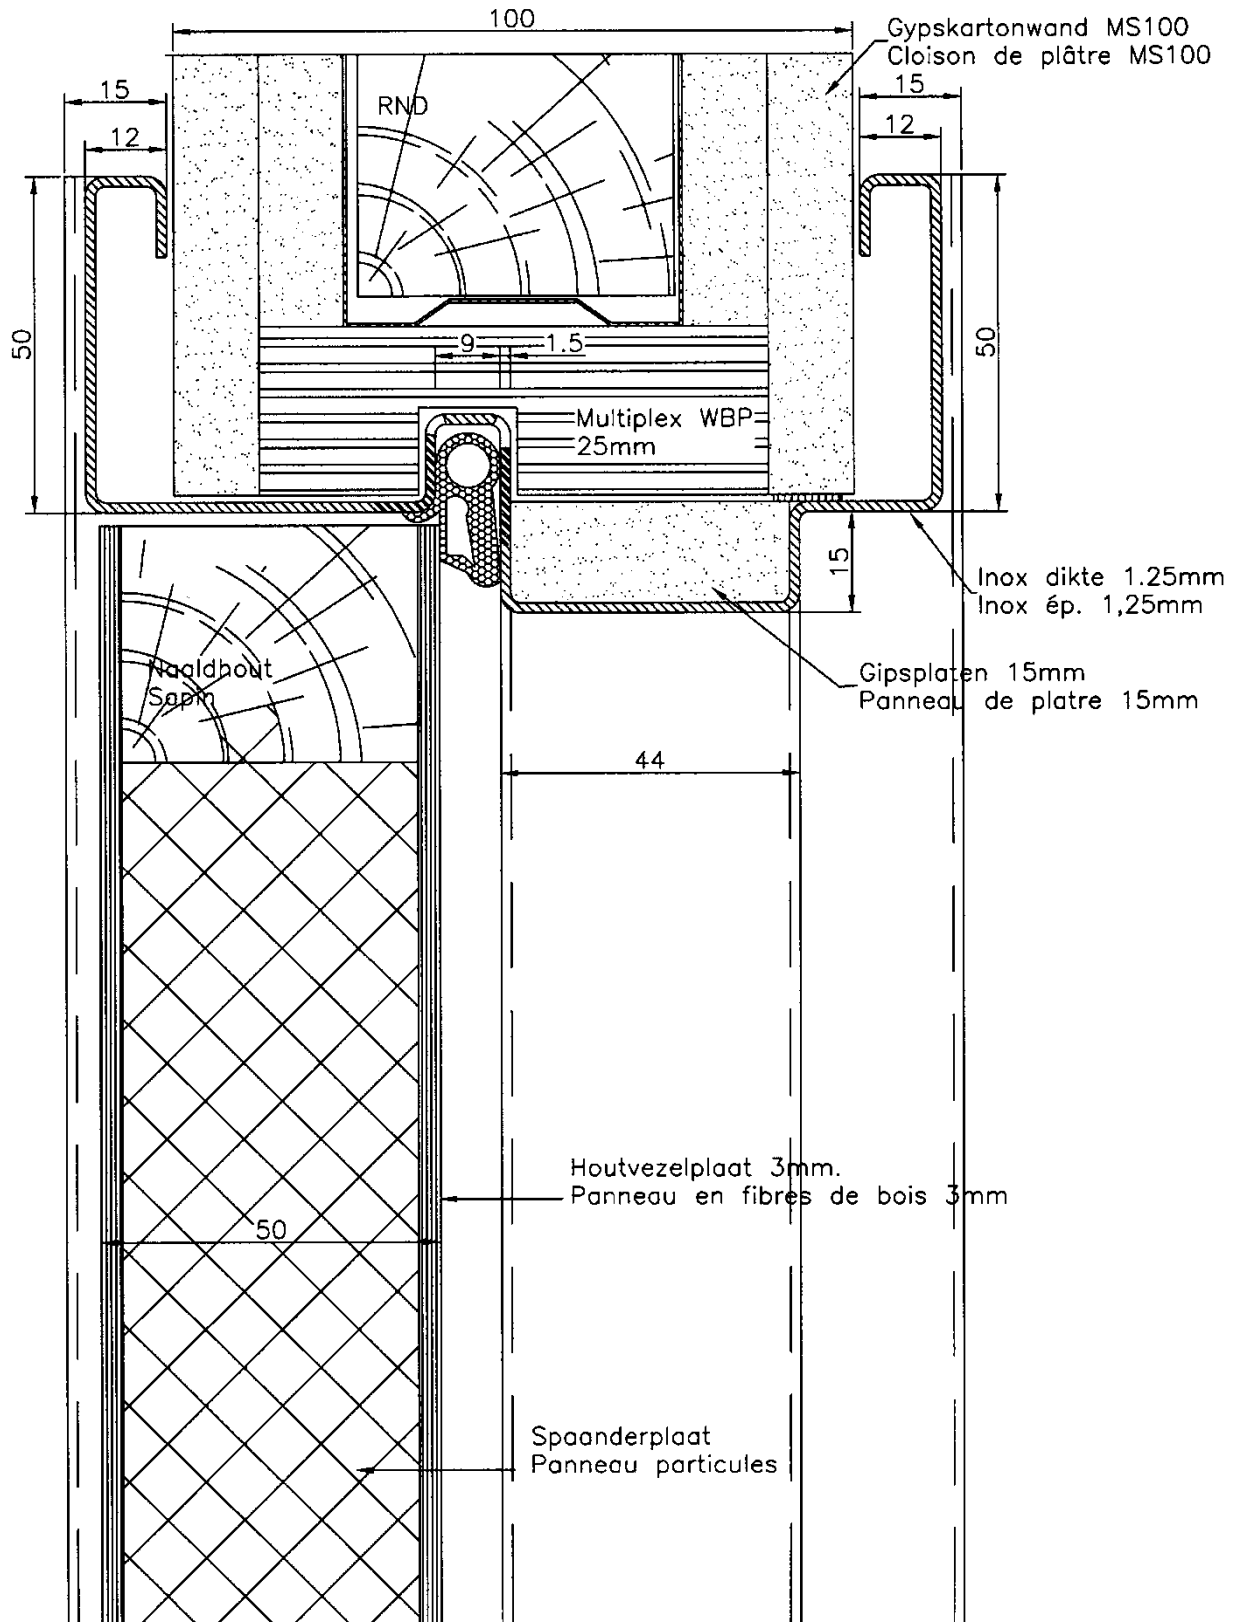 100
Gypskartonwand MS100
Cloison de plâtre MS100
15
15
RND
12
12
50
50
9
1.5
Multiplex WBP
25mm
15
Inox dikte 1.25mm
Inox ép. 1,25mm
Naaldhout
Sapin
Gipsplaten 15mm
Panneau de platre 15mm
44
Houtvezelplaat 3mm.
Panneau en fibres de bois 3mm
50
Spaanderplaat
Panneau particules